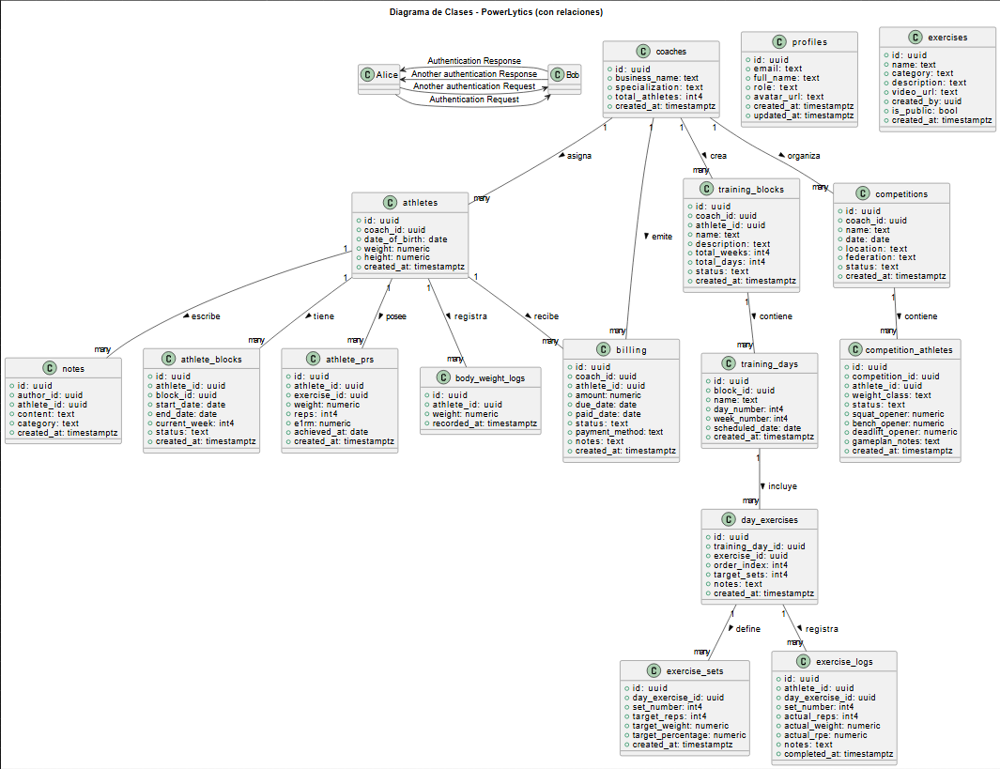 Diagrama de Clases - PowerLytics (con relaciones)
C Alice
C Bob
Authentication Response
Another authentication Response
Another authentication Request
Authentication Request
C coaches
id: uuid
business_name: text
specialization: text
total_athletes: int4
created_at: timestamptz
C profiles
id: uuid
email: text
full_name: text
role: text
avatar_url: text
created_at: timestamptz
updated_at: timestamptz
C exercises
id: uuid
name: text
category: text
description: text
video_url: text
created_by: uuid
is_public: bool
created_at: timestamptz
1
1
1
1
asigna
crea
organiza
many
many
many
emite
many
C athletes
id: uuid
coach_id: uuid
date_of_birth: date
weight: numeric
height: numeric
created_at: timestamptz
C training_blocks
id: uuid
coach_id: uuid
athlete_id: uuid
name: text
description: text
total_weeks: int4
total_days: int4
status: text
created_at: timestamptz
C competitions
id: uuid
coach_id: uuid
name: text
date: date
location: text
federation: text
status: text
created_at: timestamptz
1
1
1
1
1
escribe
tiene
posee
registra
recibe
many
many
many
many
many
1
contiene
many
1
contiene
many
C notes
id: uuid
author_id: uuid
athlete_id: uuid
content: text
category: text
created_at: timestamptz
C athlete_blocks
id: uuid
athlete_id: uuid
block_id: uuid
start_date: date
end_date: date
current_week: int4
status: text
created_at: timestamptz
C athlete_prs
id: uuid
athlete_id: uuid
exercise_id: uuid
weight: numeric
reps: int4
e1rm: numeric
achieved_at: date
created_at: timestamptz
C body_weight_logs
id: uuid
athlete_id: uuid
weight: numeric
recorded_at: timestamptz
C billing
id: uuid
coach_id: uuid
athlete_id: uuid
amount: numeric
due_date: date
paid_date: date
status: text
payment_method: text
notes: text
created_at: timestamptz
C training_days
id: uuid
block_id: uuid
name: text
day_number: int4
week_number: int4
scheduled_date: date
created_at: timestamptz
C competition_athletes
id: uuid
competition_id: uuid
athlete_id: uuid
weight_class: text
status: text
squat_opener: numeric
bench_opener: numeric
deadlift_opener: numeric
gameplan_notes: text
created_at: timestamptz
1
incluye
many
C day_exercises
id: uuid
training_day_id: uuid
exercise_id: uuid
order_index: int4
target_sets: int4
notes: text
created_at: timestamptz
1
1
define
registra
many
many
C exercise_sets
id: uuid
day_exercise_id: uuid
set_number: int4
target_reps: int4
target_weight: numeric
target_percentage: numeric
created_at: timestamptz
C exercise_logs
id: uuid
athlete_id: uuid
day_exercise_id: uuid
set_number: int4
actual_reps: int4
actual_weight: numeric
actual_rpe: numeric
notes: text
completed_at: timestamptz